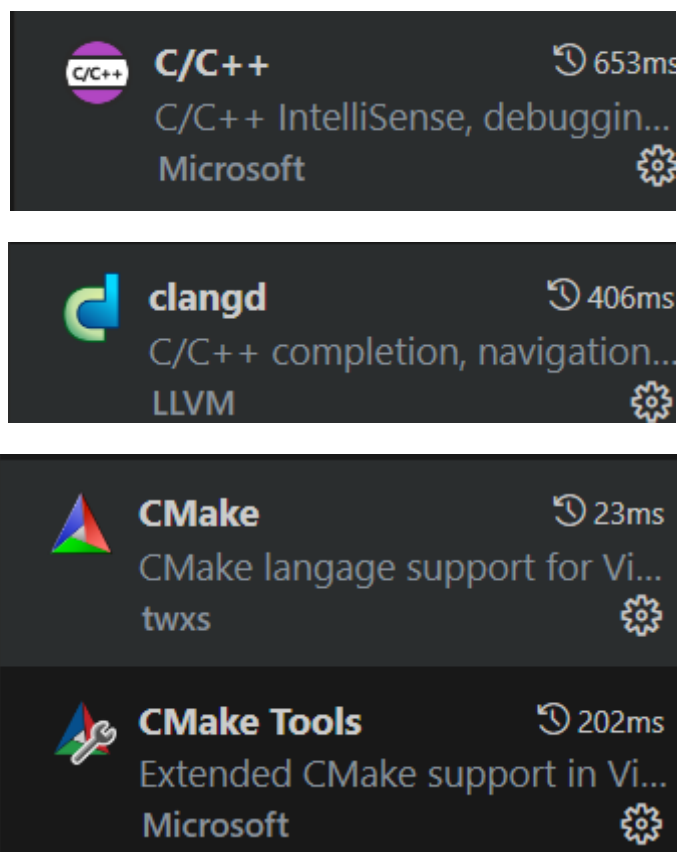 C/C++
C/C++ 653ms
C/C++ IntelliSense, debuggin...
Microsoft
clangd 406ms
C/C++ completion, navigation...
LLVM
CMake 23ms
CMake langage support for Vi...
twxs
CMake Tools 202ms
Extended CMake support in Vi...
Microsoft